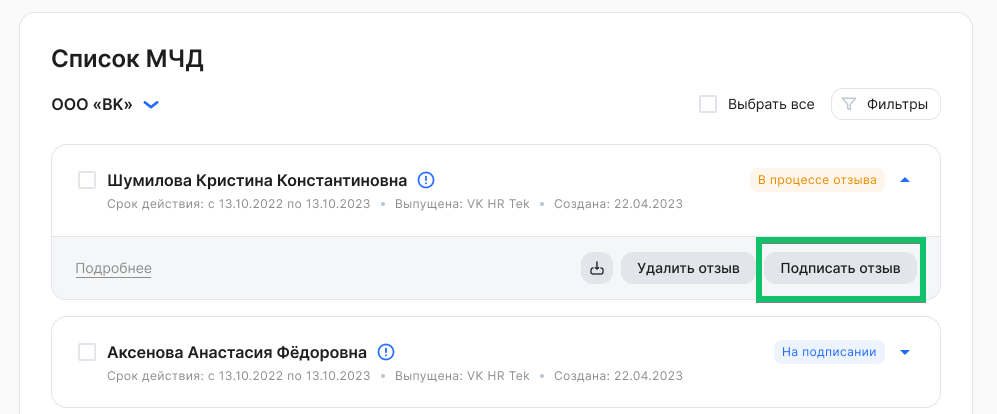 Список МЧД
ООО «ВК»
Выбрать все
Фильтры
Шумилова Кристина Константиновна
В процессе отзыва
Срок действия: с 13.10.2022 по 13.10.2023 • Выпущена: VK HR Tek • Создана: 22.04.2023
Подробнее
Удалить отзыв
Подписать отзыв
Аксенова Анастасия Фёдоровна
На подписании
Срок действия: с 13.10.2022 по 13.10.2023 • Выпущена: VK HR Tek • Создана: 22.04.2023